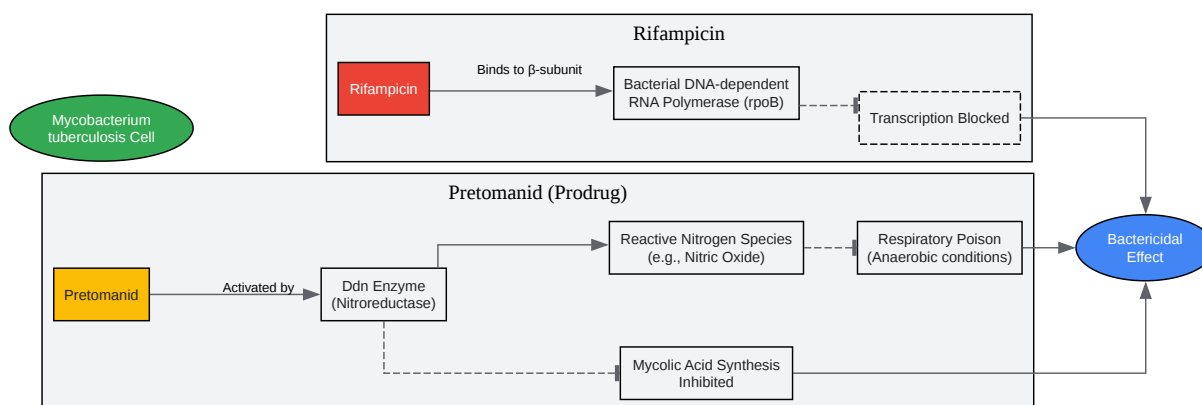 Rifampicin
Rifampicin
Binds to β-subunit
Bacterial DNA-dependent
RNA Polymerase (rpoB)
Transcription Blocked
Mycobacterium
tuberculosis Cell
Pretomanid (Prodrug)
Pretomanid
Activated by
Ddn Enzyme
(Nitroreductase)
Reactive Nitrogen Species
(e.g., Nitric Oxide)
Respiratory Poison
(Anaerobic conditions)
Mycolic Acid Synthesis
Inhibited
Bactericidal
Effect